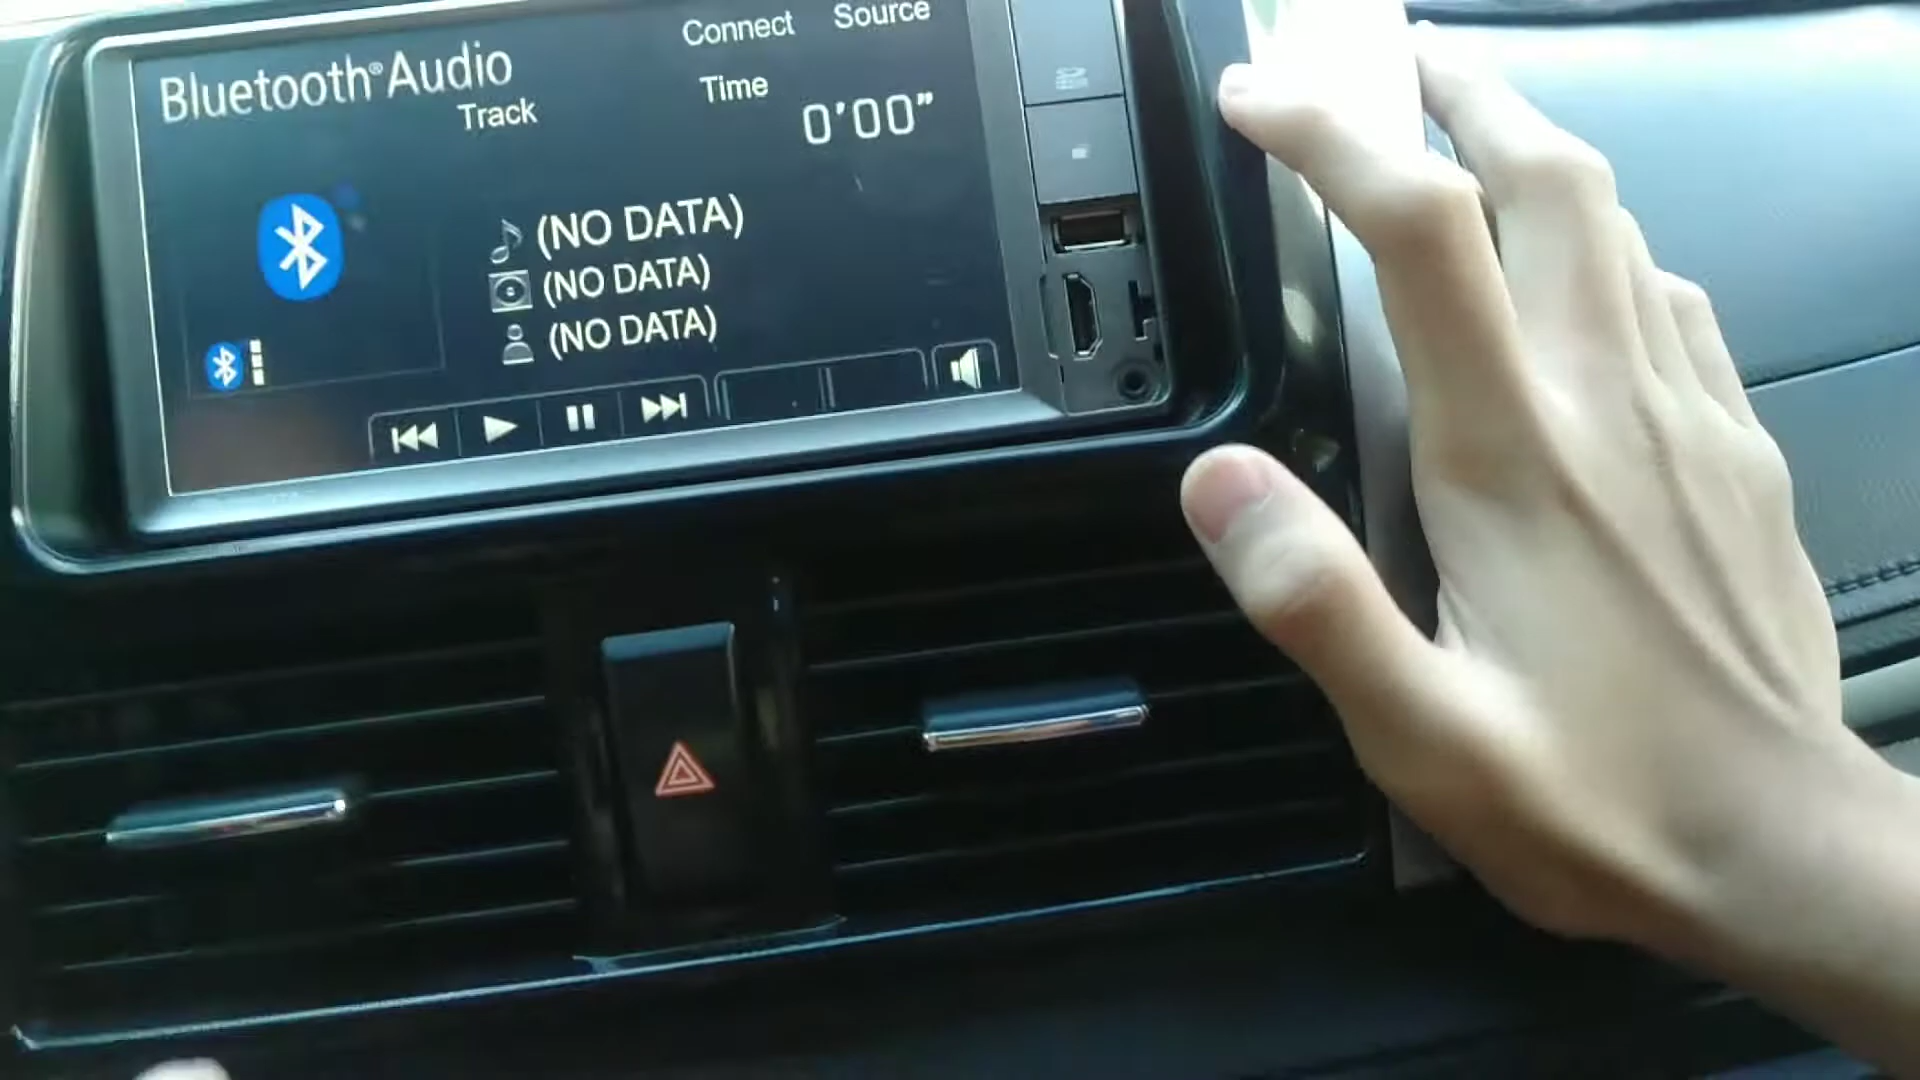 Connect Source
Bluetooth® Audio
Track
Time
0'00"
(NO DATA)
(NO DATA)
(NO DATA)